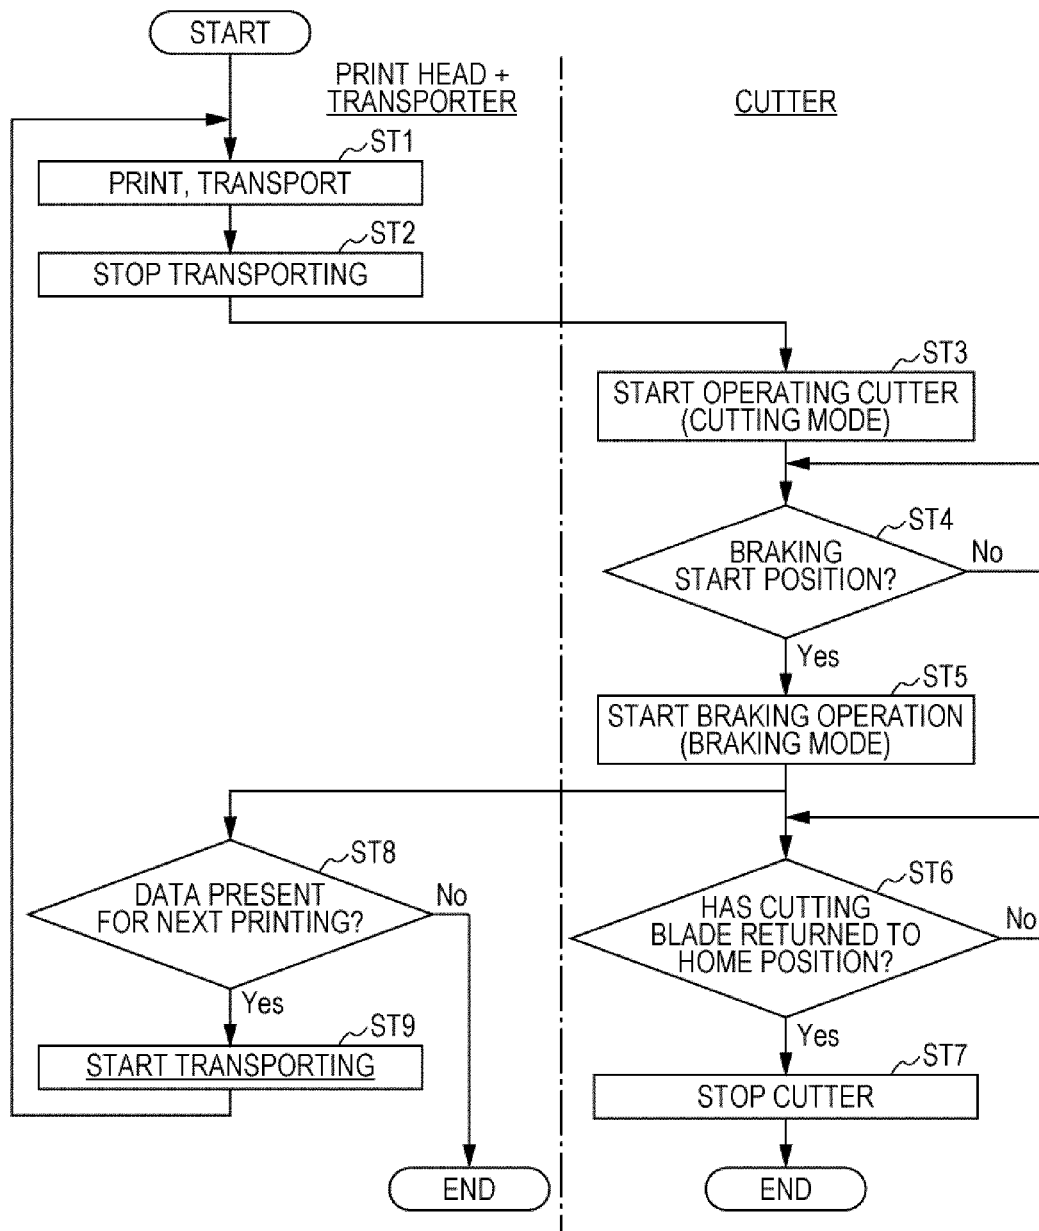 START
PRINT HEAD +
TRANSPORTER
CUTTER
ST1
PRINT, TRANSPORT
ST2
STOP TRANSPORTING
ST3
START OPERATING CUTTER
(CUTTING MODE)
ST4
BRAKING
START POSITION?
No
Yes
ST5
START BRAKING OPERATION
(BRAKING MODE)
ST8
DATA PRESENT
FOR NEXT PRINTING?
No
Yes
ST6
HAS CUTTING
BLADE RETURNED TO
HOME POSITION?
No
Yes
ST9
START TRANSPORTING
ST7
STOP CUTTER
END
END